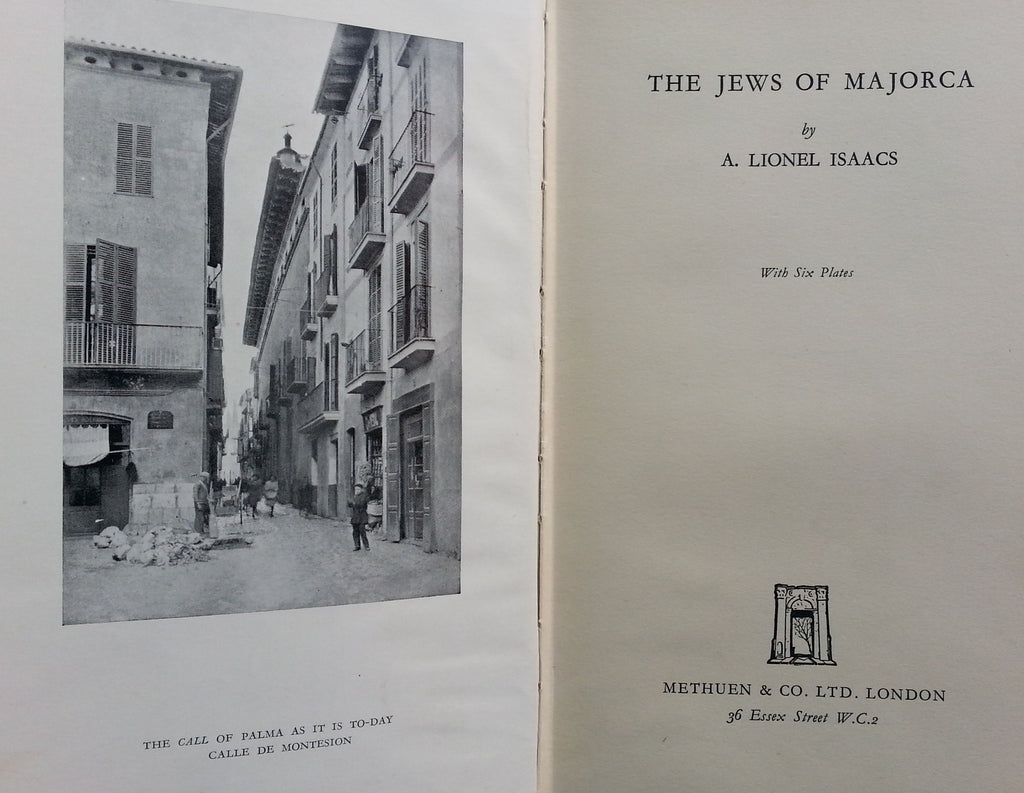 THE CALL OF PALMA AS IT IS TO-DAY
CALLE DE MONTESION
THE JEWS OF MAJORCA
by
A. LIONEL ISAACS
With Six Plates
METHUEN & CO. LTD. LONDON
36 Essex Street W.C.2